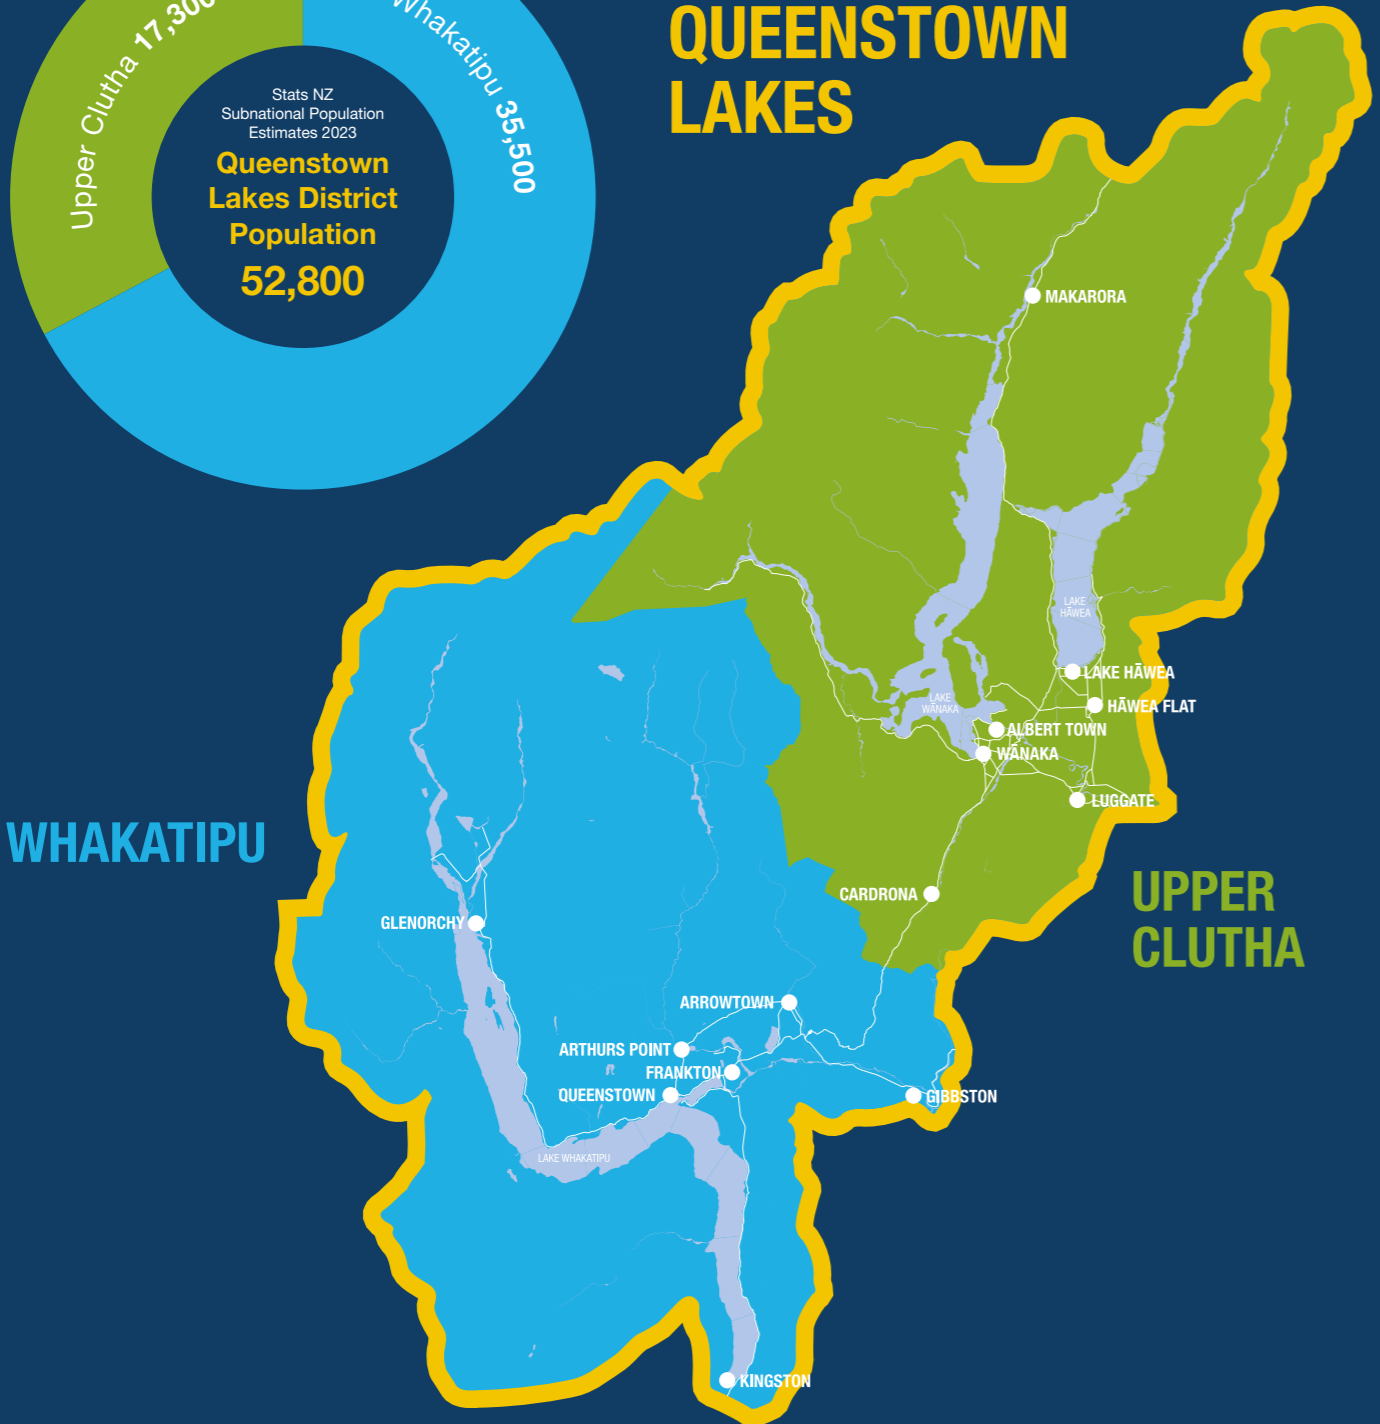 Upper Clutha 17,300
Whakatipu 35,500
Stats NZ
Subnational Population
Estimates 2023
Queenstown
Lakes District
Population
52,800
QUEENSTOWN
LAKES
MAKARORA
LAKE
HĀWEA
LAKE HĀWEA
LAKE
WĀNAKA
HĀWEA FLAT
ALBERT TOWN
WĀNAKA
LUGGATE
WHAKATIPU
CARDRONA
UPPER
CLUTHA
GLENORCHY
ARROWTOWN
ARTHURS POINT
FRANKTON
QUEENSTOWN
GIBBSTON
LAKE WHAKATIPU
KINGSTON